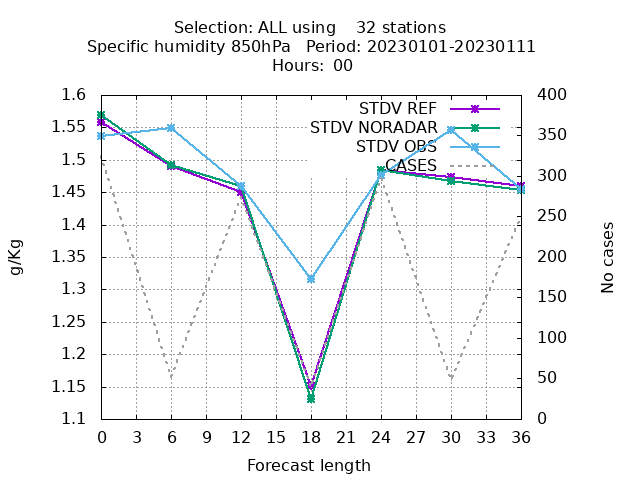 Selection: ALL using    32 stations
Specific humidity 850hPa   Period: 20230101-20230111
Hours:  00
STDV REF
STDV NORADAR
STDV OBS
CASES
1.6
1.55
1.5
1.45
1.4
1.35
1.3
1.25
1.2
1.15
1.1
g/Kg
400
350
300
250
200
150
100
50
0
No cases
0 3 6 9 12 15 18 21 24 27 30 33 36
Forecast length